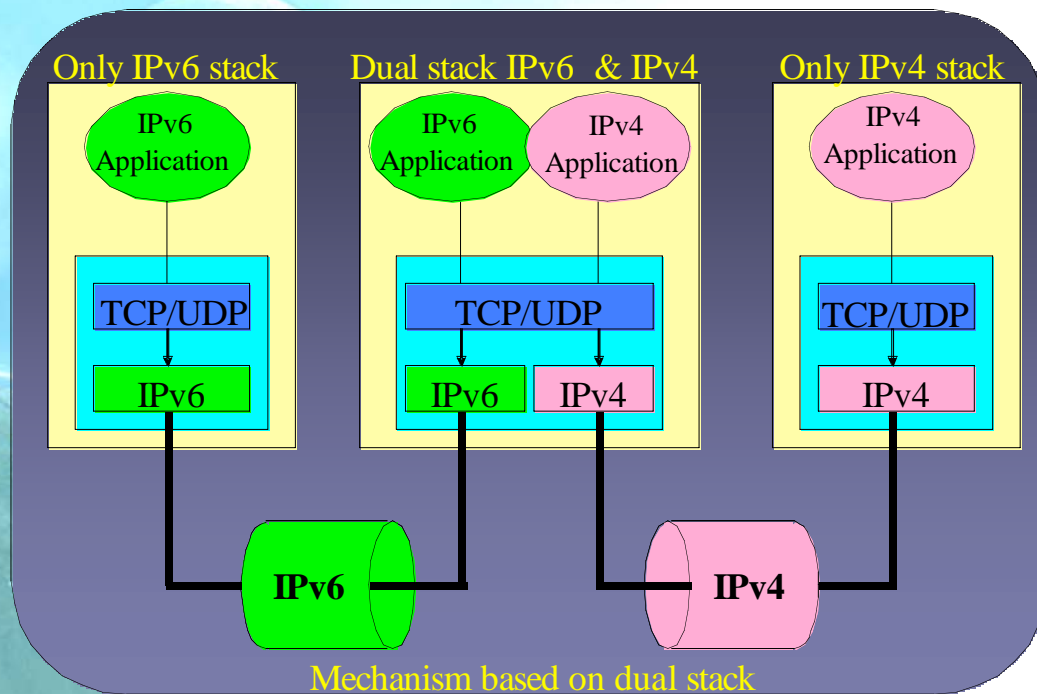 Only IPv6 stack
Dual stack IPv6 & IPv4
Only IPv4 stack
IPv6
Application
IPv6
Application
IPv4
Application
IPv4
Application
TCP/UDP
TCP/UDP
TCP/UDP
IPv6
IPv6
IPv4
IPv4
IPv6
IPv4
Mechanism based on dual stack